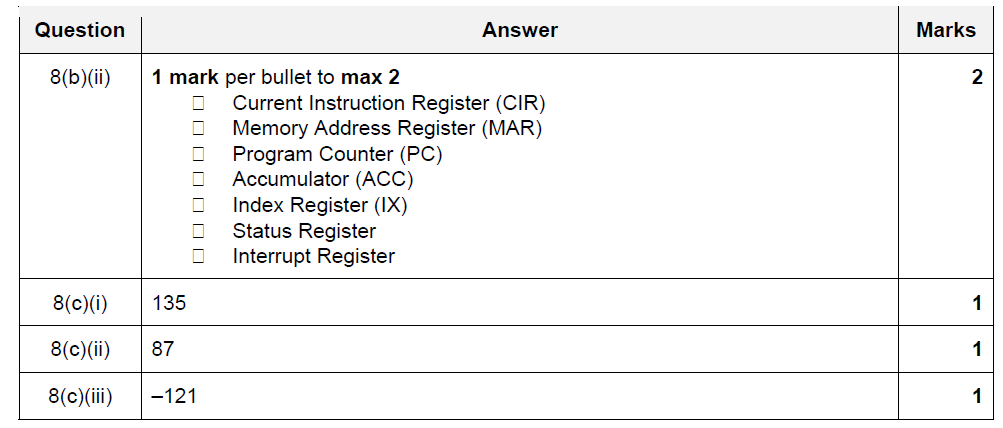 Question Answer Marks
8(b)(ii) 1 mark per bullet to max 2 2
Current Instruction Register (CIR)
Memory Address Register (MAR)
Program Counter (PC)
Accumulator (ACC)
Index Register (IX)
Status Register
Interrupt Register
8(c)(i) 135 1
8(c)(ii) 87 1
8(c)(iii) –121 1